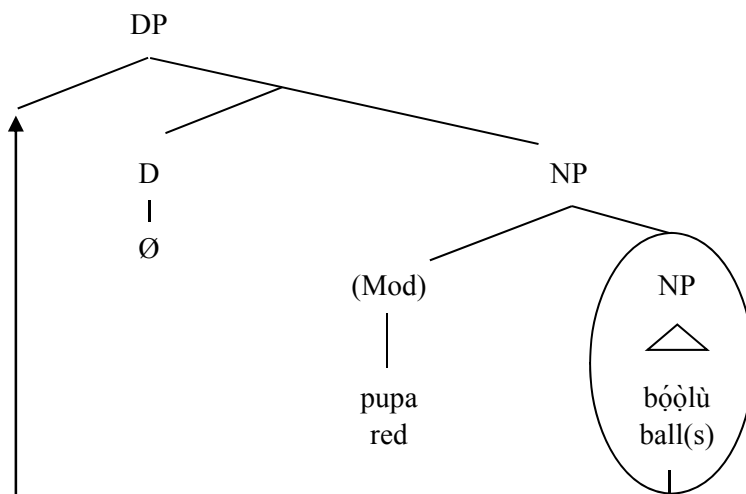 DP
D NP
Ø
(Mod) NP
pupa bọ́ọ̀lù
red ball(s)